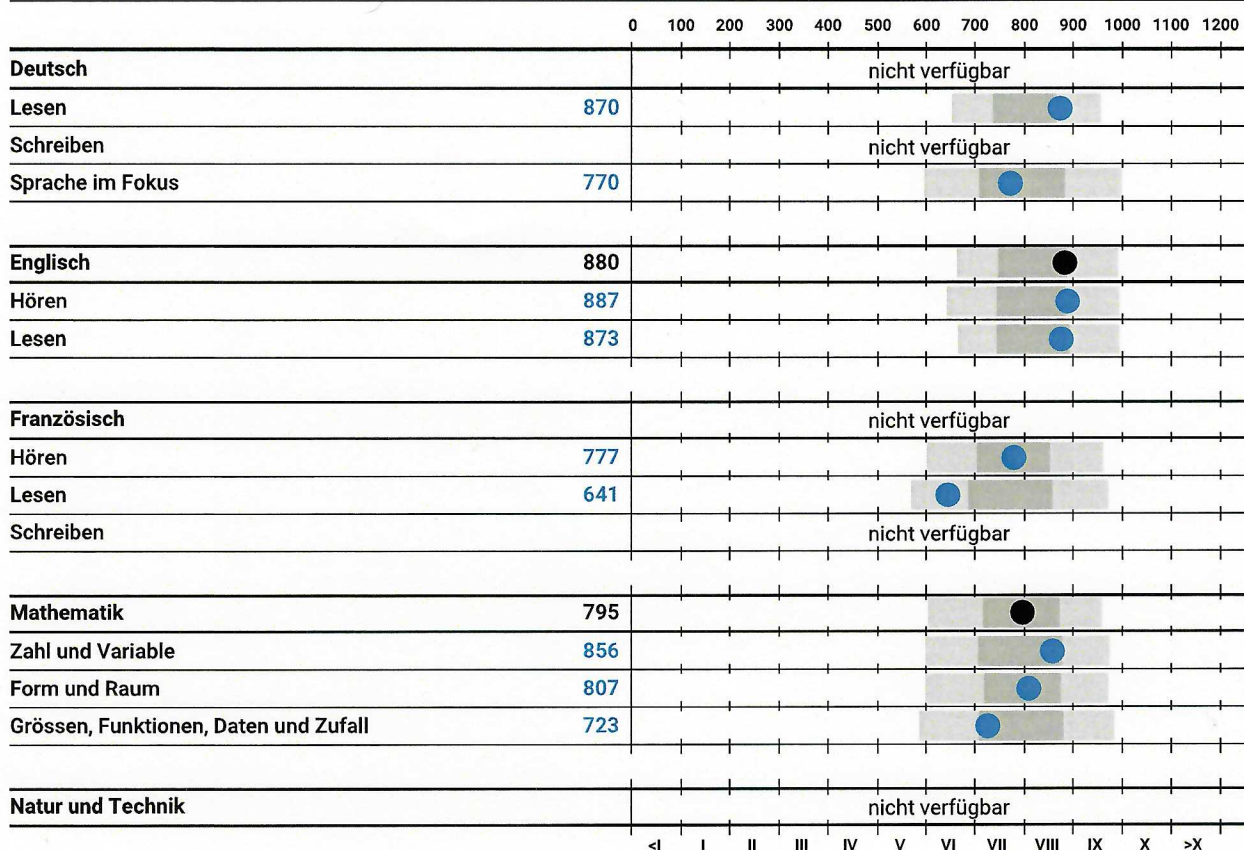 0 100 200 300 400 500 600 700 800 900 1000 1100 1200
Deutsch nicht verfügbar
Lesen 870
Schreiben nicht verfügbar
Sprache im Fokus 770
Englisch 880
Hören 887
Lesen 873
Französisch nicht verfügbar
Hören 777
Lesen 641
Schreiben nicht verfügbar
Mathematik 795
Zahl und Variable 856
Form und Raum 807
Grössen, Funktionen, Daten und Zufall 723
Natur und Technik nicht verfügbar
<I I II III IV V VI VII VIII IX X >X